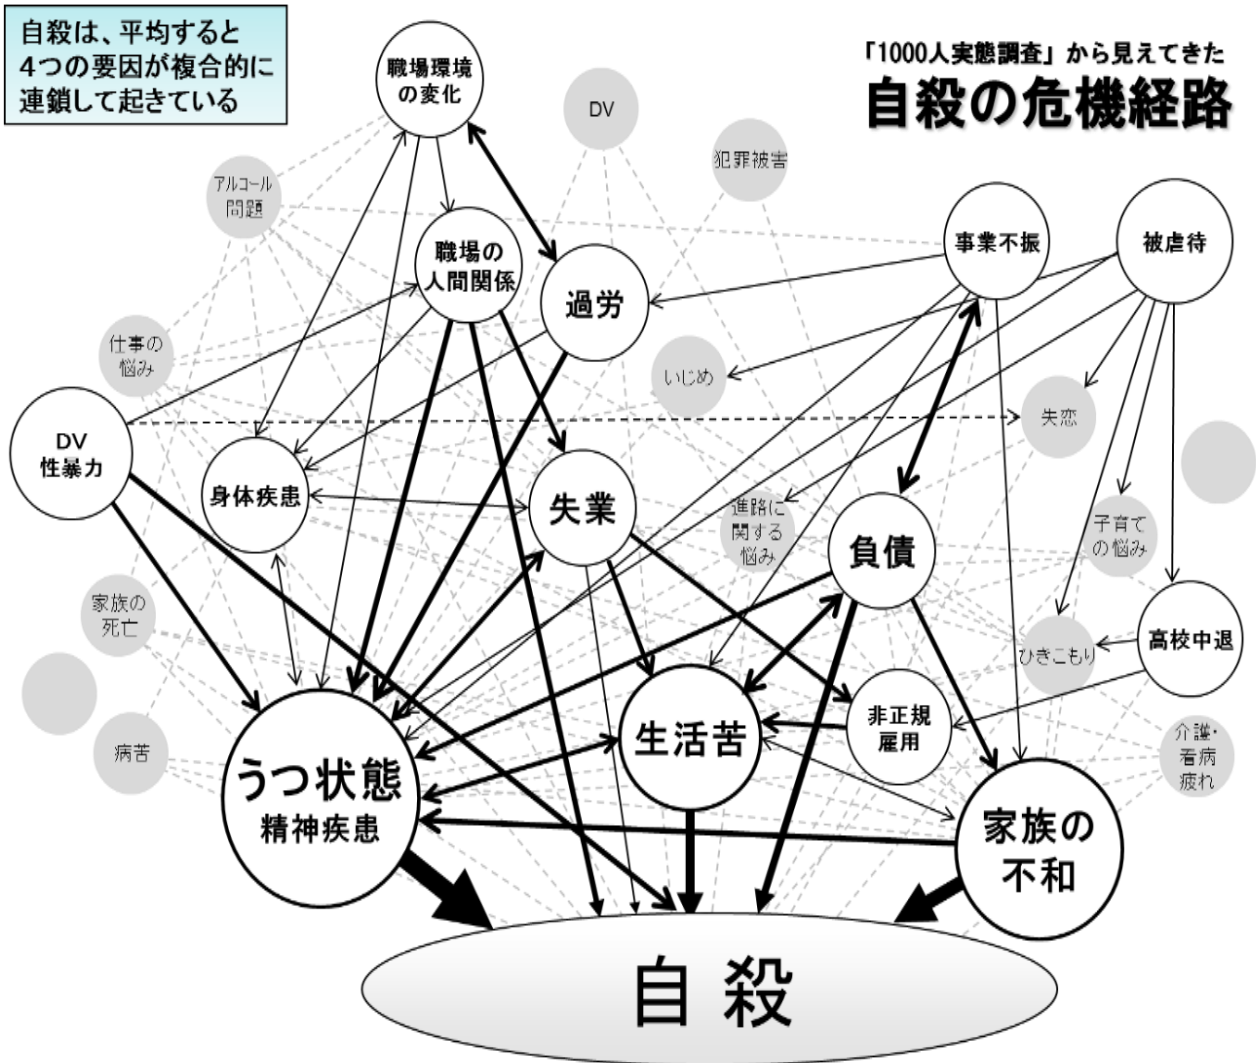 自殺は、平均すると
4つの要因が複合的に
連鎖して起きている
「1000人実態調査」から見えてきた
自殺の危機経路
職場環境
の変化
DV
犯罪被害
アルコール
問題
職場の
人間関係
過労
事業不振
被虐待
仕事の
悩み
いじめ
失恋
DV
性暴力
身体疾患
失業
進路に
関する
悩み
負債
子育て
の悩み
家族の
死亡
ひきこもり
高校中退
病苦
うつ状態
精神疾患
生活苦
非正規
雇用
介護・
看病
疲れ
家族の
不和
自殺